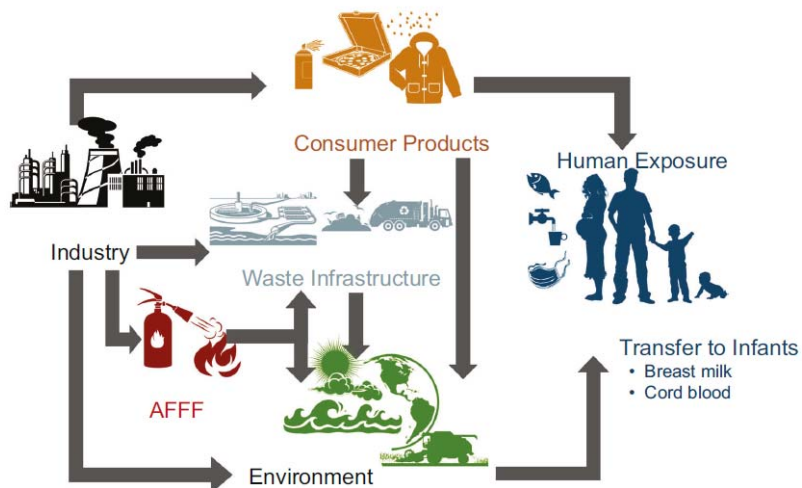 Consumer Products
Human Exposure
Industry
Waste Infrastructure
AFFF
Transfer to Infants
• Breast milk
• Cord blood
Environment